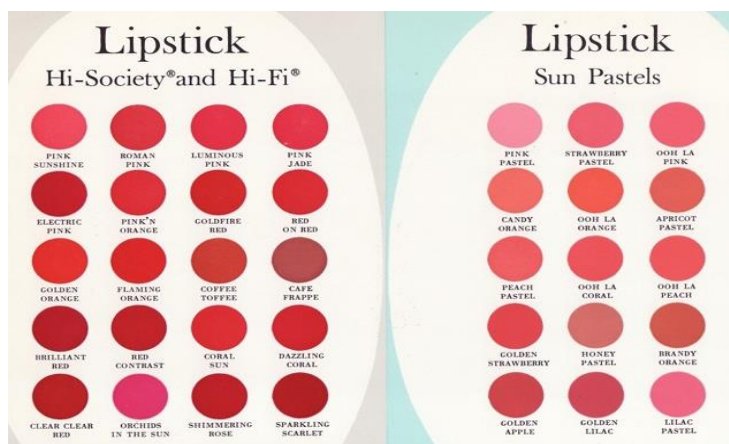 Lipstick
Hi-Society® and Hi-Fi®
PINK SUNSHINE
ROMAN PINK
LUMINOUS PINK
PINK JADE
ELECTRIC PINK
PINK'N ORANGE
GOLDFIRE RED
RED ON RED
GOLDEN ORANGE
FLAMING ORANGE
COFFEE TOFFEE
CAFE FRAPPE
BRILLIANT RED
RED CONTRAST
CORAL SUN
DAZZLING CORAL
CLEAR CLEAR RED
ORCHIDS IN THE SUN
SHIMMERING ROSE
SPARKLING SCARLET
Lipstick
Sun Pastels
PINK PASTEL
STRAWBERRY PASTEL
OOH LA PINK
CANDY ORANGE
OOH LA ORANGE
APRICOT PASTEL
PEACH PASTEL
OOH LA CORAL
OOH LA PEACH
GOLDEN STRAWBERRY
HONEY PASTEL
BRANDY ORANGE
GOLDEN APPLE
GOLDEN LILAC
LILAC PASTEL